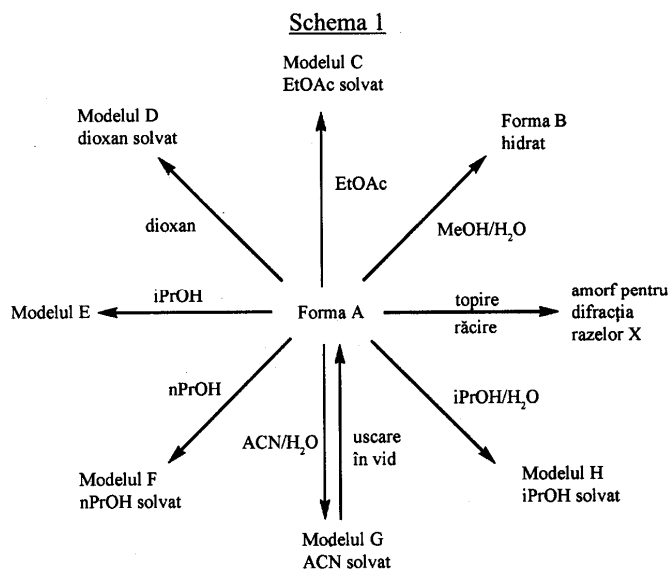 Schema 1
Modelul C
EtOAc solvat
Modelul D
dioxan solvat
Forma B
hidrat
EtOAc
dioxan
MeOH/H₂O
Modelul E
iPrOH
Forma A
topire
răcire
amorf pentru
difracția
razelor X
nPrOH
ACN/H₂O
uscare
în vid
iPrOH/H₂O
Modelul F
nPrOH solvat
Modelul G
ACN solvat
Modelul H
iPrOH solvat